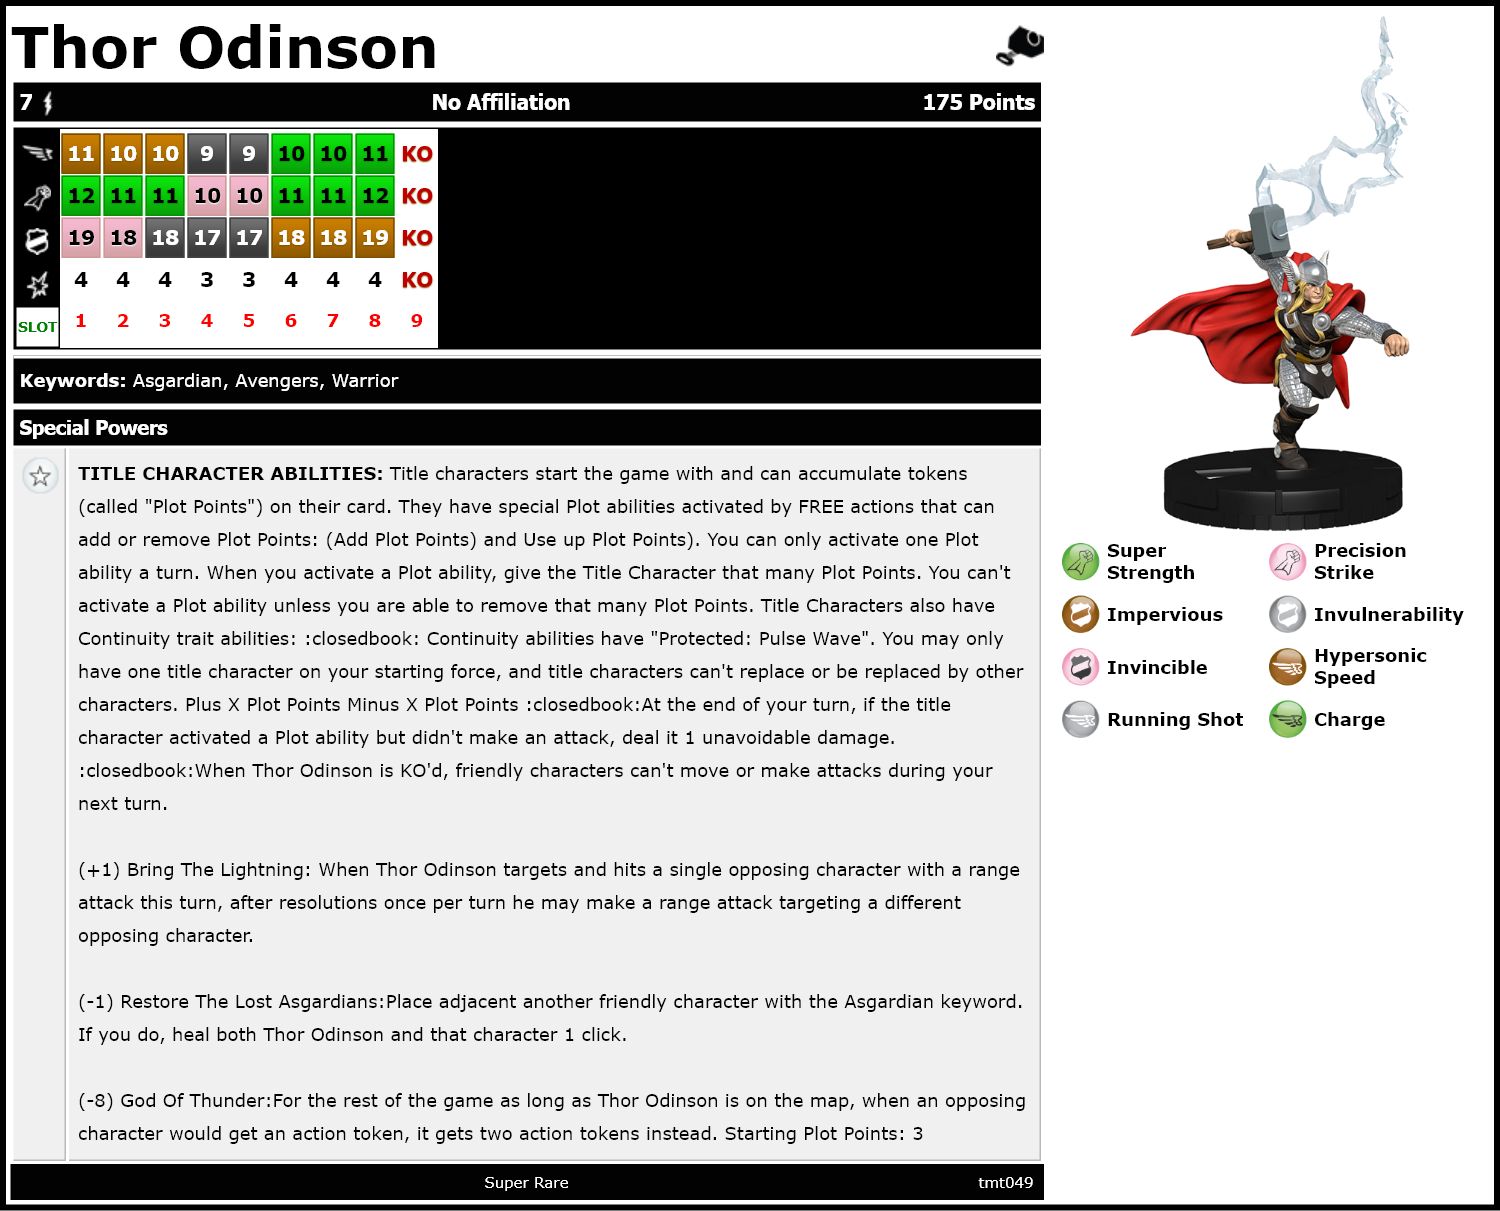 Thor Odinson
7 No Affiliation 175 Points
11 10 10 9 9 10 10 11 KO
12 11 11 10 10 11 11 12 KO
19 18 18 17 17 18 18 19 KO
4 4 4 3 3 4 4 4 KO
SLOT 1 2 3 4 5 6 7 8 9
Keywords: Asgardian, Avengers, Warrior
Special Powers
TITLE CHARACTER ABILITIES: Title characters start the game with and can accumulate tokens
(called "Plot Points") on their card. They have special Plot abilities activated by FREE actions that can
add or remove Plot Points: (Add Plot Points) and Use up Plot Points). You can only activate one Plot
ability a turn. When you activate a Plot ability, give the Title Character that many Plot Points. You can't
activate a Plot ability unless you are able to remove that many Plot Points. Title Characters also have
Continuity trait abilities: :closedbook: Continuity abilities have "Protected: Pulse Wave". You may only
have one title character on your starting force, and title characters can't replace or be replaced by other
characters. Plus X Plot Points Minus X Plot Points :closedbook:At the end of your turn, if the title
character activated a Plot ability but didn't make an attack, deal it 1 unavoidable damage.
:closedbook:When Thor Odinson is KO'd, friendly characters can't move or make attacks during your
next turn.
(+1) Bring The Lightning: When Thor Odinson targets and hits a single opposing character with a range
attack this turn, after resolutions once per turn he may make a range attack targeting a different
opposing character.
(-1) Restore The Lost Asgardians:Place adjacent another friendly character with the Asgardian keyword.
If you do, heal both Thor Odinson and that character 1 click.
(-8) God Of Thunder:For the rest of the game as long as Thor Odinson is on the map, when an opposing
character would get an action token, it gets two action tokens instead. Starting Plot Points: 3
Super Rare tmt049
Super
Strength
Precision
Strike
Impervious
Invulnerability
Invincible
Hypersonic
Speed
Running Shot
Charge